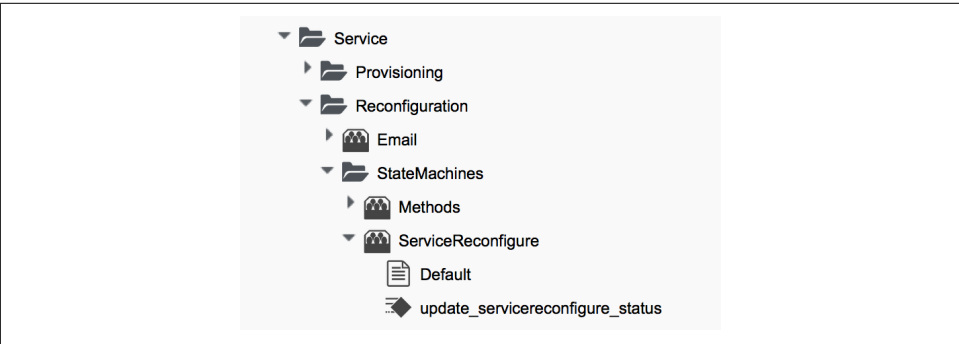 Service
Provisioning
Reconfiguration
Email
StateMachines
Methods
ServiceReconfigure
Default
update_servicereconfigure_status